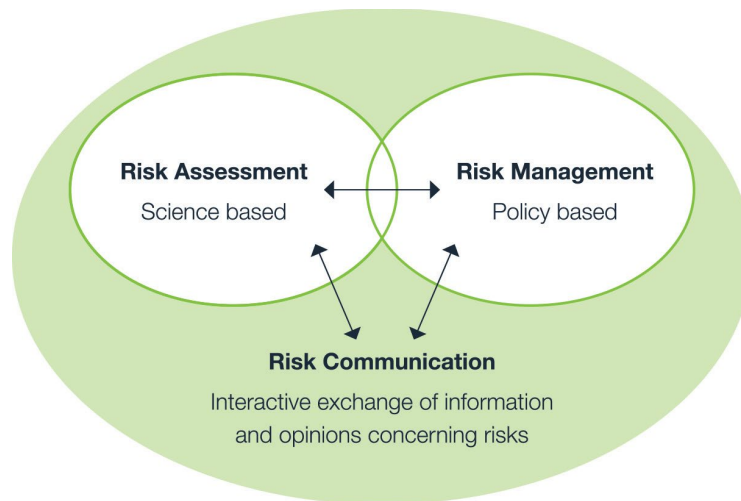 Risk Assessment
Science based
Risk Management
Policy based
Risk Communication
Interactive exchange of information
and opinions concerning risks